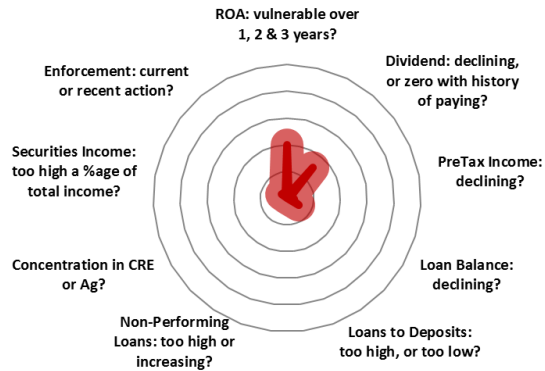 ROA: vulnerable over
1, 2 & 3 years?
Dividend: declining,
or zero with history
of paying?
Enforcement: current
or recent action?
Securities Income:
too high a %age of
total income?
PreTax Income:
declining?
Concentration in CRE
or Ag?
Loan Balance:
declining?
Non-Performing
Loans: too high or
increasing?
Loans to Deposits:
too high, or too low?